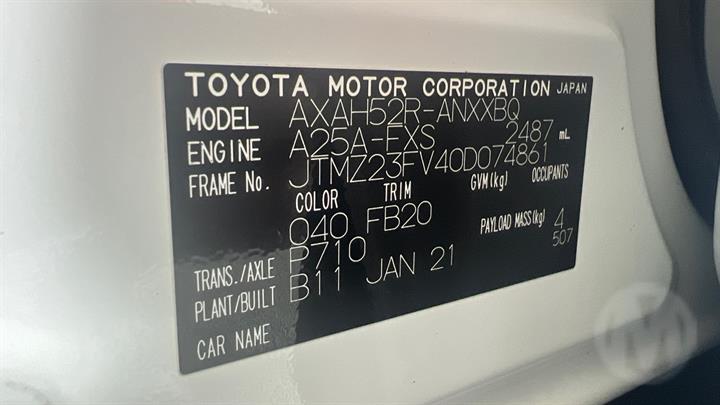 TOYOTA MOTOR CORPORATION JAPAN
MODEL AXAH52R-ANXXBQ
ENGINE A25A-FXS 2487 mL
FRAME No. JTMZ23FV40D074861
COLOR TRIM GVM(kg) OCCUPANTS
040 FB20 4
PAYLOAD MASS(kg) 507
TRANS./AXLE P710
PLANT/BUILT B11 JAN 21
CAR NAME
M